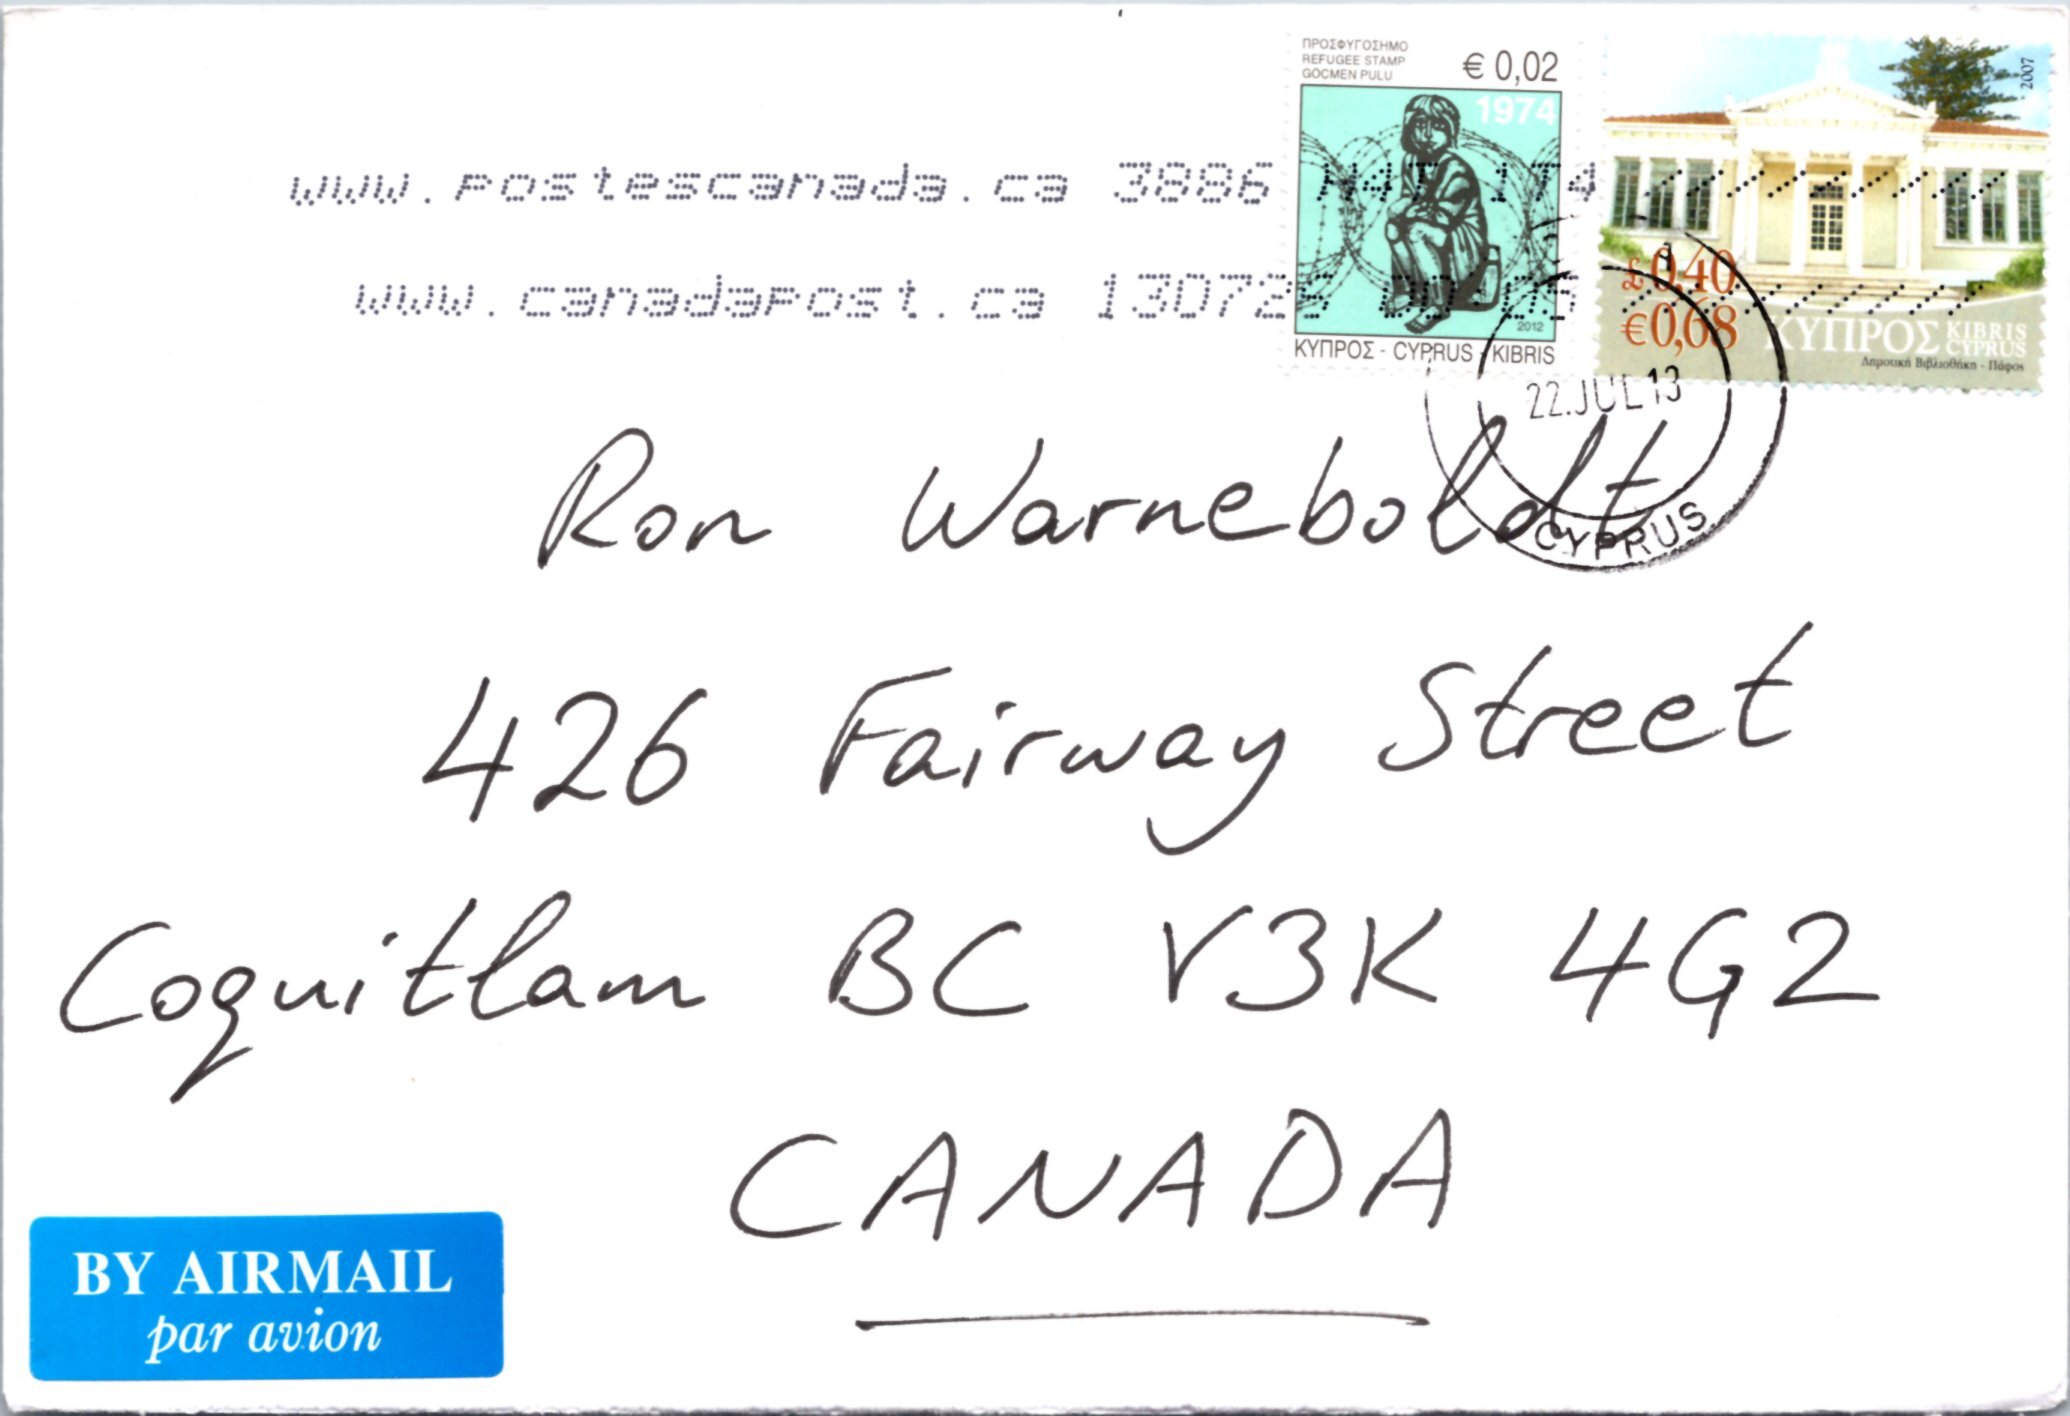 ΠΡΟΣΦΥΓΟΣΗΜΟ
REFUGEE STAMP
GÖCMEN PULU
€ 0,02
1974
2012
ΚΥΠΡΟΣ - CYPRUS - KIBRIS
2007
£0,40
€0,68
ΚΥΠΡΟΣ KIBRIS CYPRUS
Δημοτική Βιβλιοθήκη - Πάφος
www.postescanada.ca 3886
www.canadapost.ca
22.JUL 13
CYPRUS
Ron Warneboldt
426 Fairway Street
Coquitlam BC V3K 4G2
CANADA
BY AIRMAIL
par avion